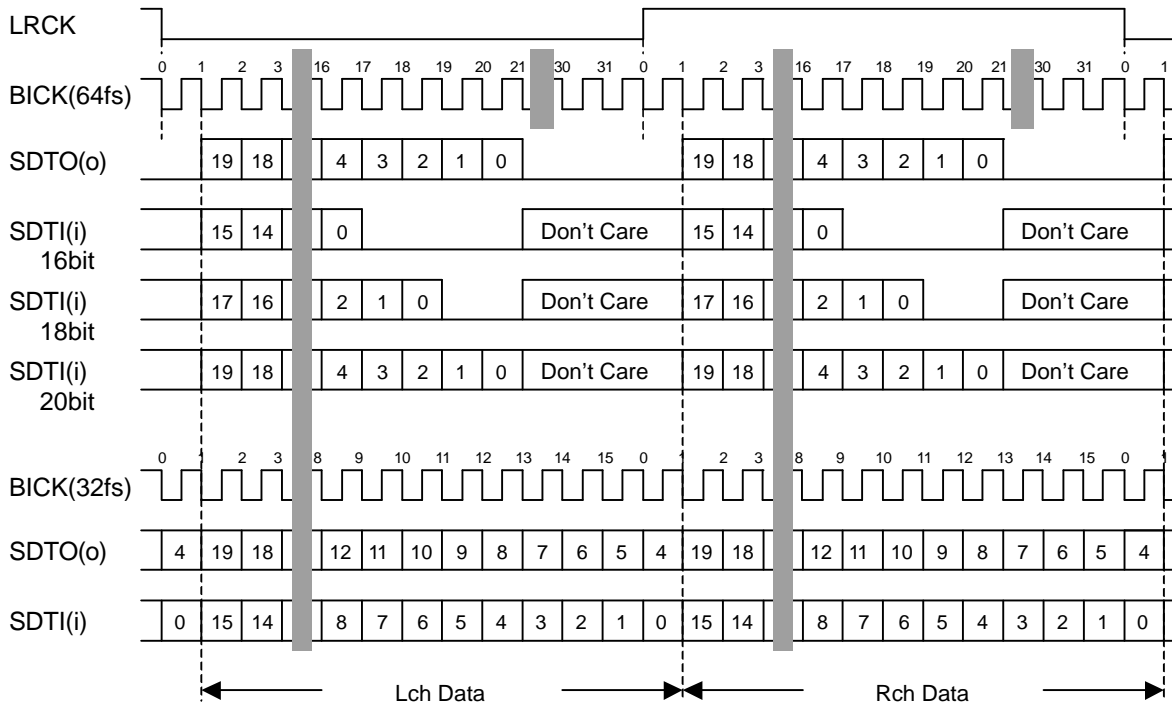 LRCK
0 1 2 3 16 17 18 19 20 21 30 31 0 1 2 3 16 17 18 19 20 21 30 31 0 1
BICK(64fs)
SDTO(o) 19 18 4 3 2 1 0 19 18 4 3 2 1 0
SDTI(i) 15 14 0 Don't Care 15 14 0 Don't Care
16bit
SDTI(i) 17 16 2 1 0 Don't Care 17 16 2 1 0 Don't Care
18bit
SDTI(i) 19 18 4 3 2 1 0 Don't Care 19 18 4 3 2 1 0 Don't Care
20bit
0 1 2 3 8 9 10 11 12 13 14 15 0 1 2 3 8 9 10 11 12 13 14 15 0 1
BICK(32fs)
SDTO(o) 4 19 18 12 11 10 9 8 7 6 5 4 19 18 12 11 10 9 8 7 6 5 4
SDTI(i) 0 15 14 8 7 6 5 4 3 2 1 0 15 14 8 7 6 5 4 3 2 1 0
Lch Data Rch Data